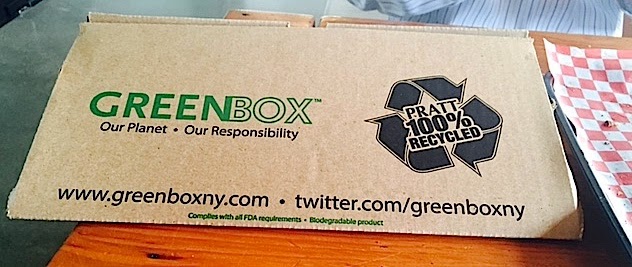 GREENBOX™
Our Planet • Our Responsibility
PRATT
100%
RECYCLED
www.greenboxny.com • twitter.com/greenboxny
Complies with all FDA requirements • Biodegradable product